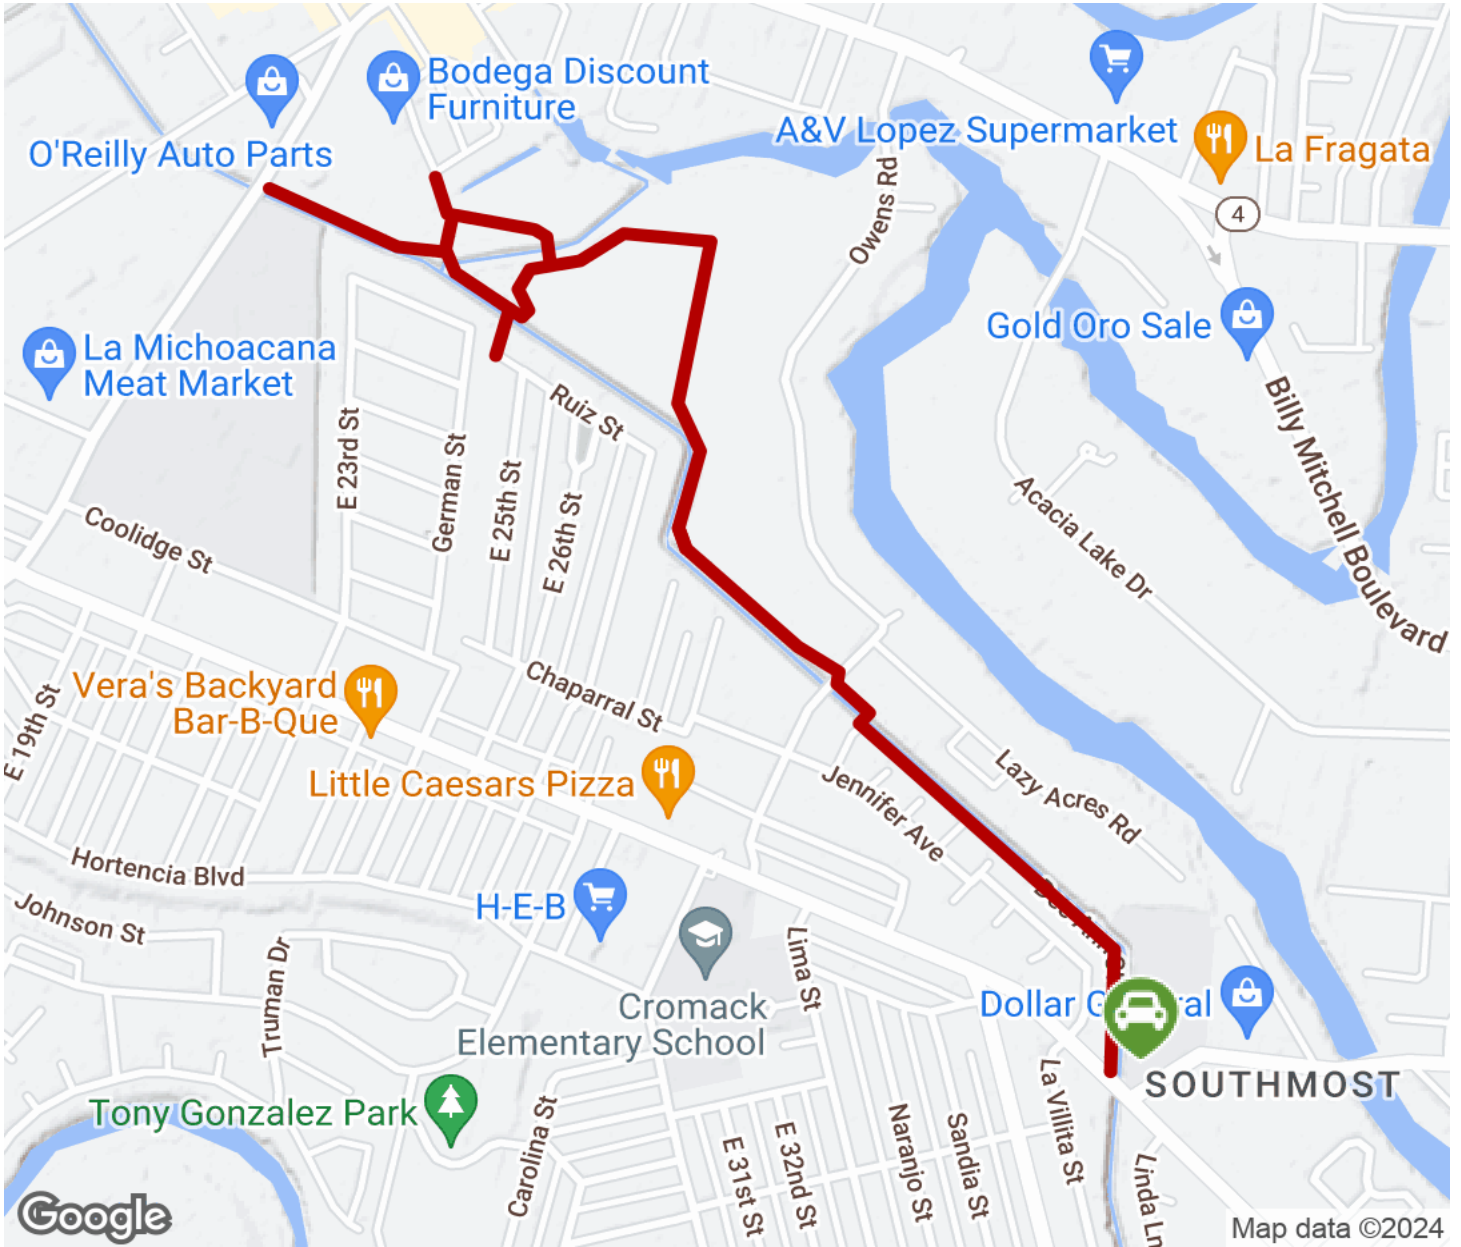 Bodega Discount
Furniture
O'Reilly Auto Parts
A&V Lopez Supermarket
La Fragata
4
Owens Rd
Gold Oro Sale
La Michoacana
Meat Market
Ruiz St
Billy Mitchell Boulevard
E 23rd St
German St
E 25th St
E 26th St
Coolidge St
Acacia Lake Dr
Vera's Backyard
Bar-B-Que
E 19th St
Chaparral St
Little Caesars Pizza
Jennifer Ave
Lazy Acres Rd
Hortencia Blvd
Johnson St
H-E-B
Truman Dr
Lima St
Cromack
Elementary School
Dollar
SOUTHMOST
Tony Gonzalez Park
Carolina St
E 31st St
E 32nd St
Naranjo St
Sandia St
La Villita St
Linda Ln
Google
Map data ©2024